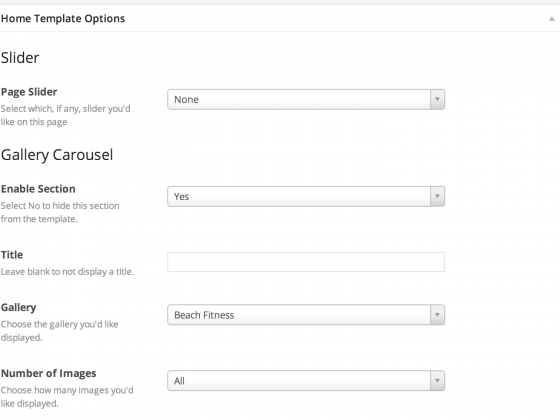 Home Template Options
Slider
Page Slider
None
Select which, if any, slider you'd
like on this page
Gallery Carousel
Enable Section
Yes
Select No to hide this section
from the template.
Title
Leave blank to not display a title.
Gallery
Beach Fitness
Choose the gallery you'd like
displayed.
Number of Images
All
Choose how many images you'd
like displayed.